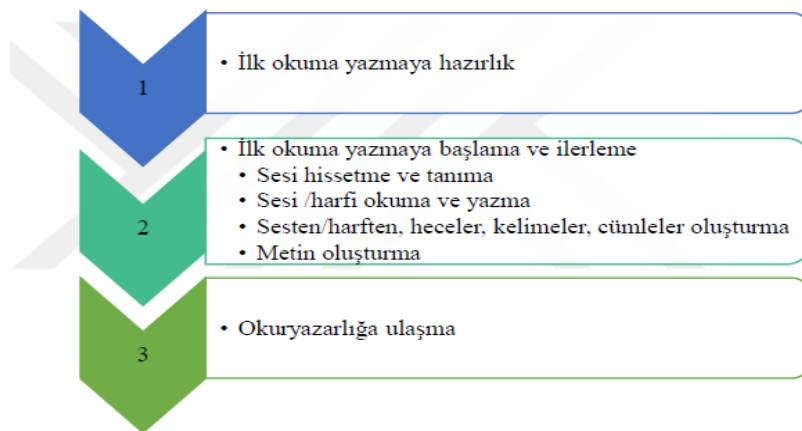 1
• İlk okuma yazmaya hazırlık
2
• İlk okuma yazmaya başlama ve ilerleme
• Sesi hissetme ve tanıma
• Sesi /harfi okuma ve yazma
• Sesten/harften, heceler, kelimeler, cümleler oluşturma
• Metin oluşturma
3
• Okuryazarlığa ulaşma